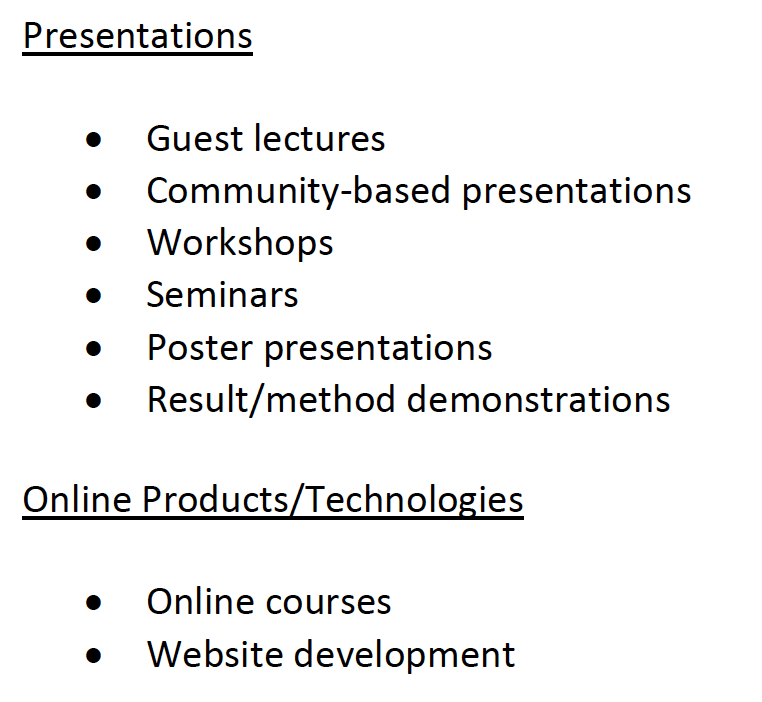 Presentations
• Guest lectures
• Community-based presentations
• Workshops
• Seminars
• Poster presentations
• Result/method demonstrations
Online Products/Technologies
• Online courses
• Website development